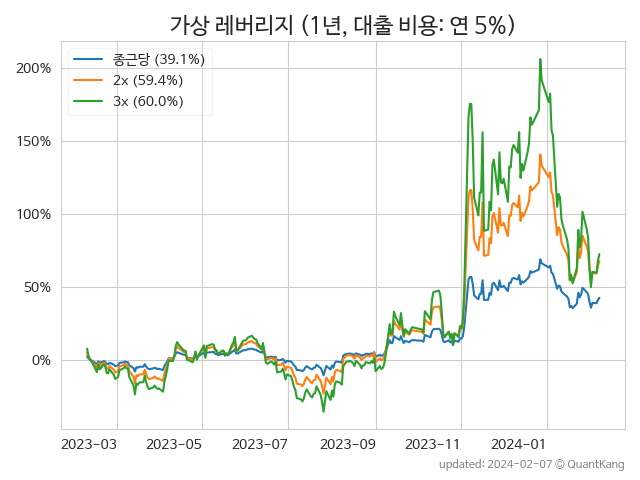 가상 레버리지 (1년, 대출 비용: 연 5%)
종근당 (39.1%)
2x (59.4%)
3x (60.0%)
200%
150%
100%
50%
0%
2023-03 2023-05 2023-07 2023-09 2023-11 2024-01
updated: 2024-02-07 © QuantKang